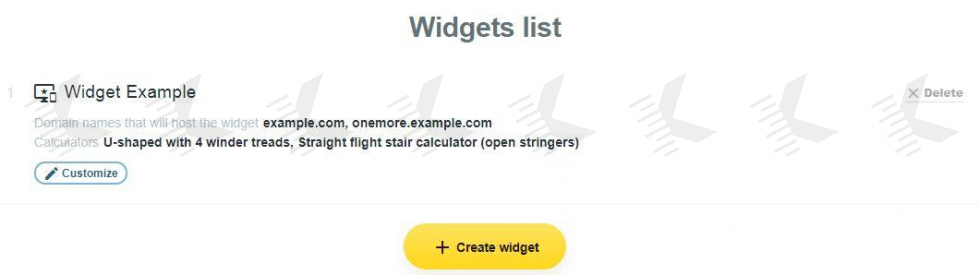 Widgets list
1 Widget Example × Delete
Domain names that will host the widget example.com, onemore.example.com
Calculators U-shaped with 4 winder treads, Straight flight stair calculator (open stringers)
Customize
+ Create widget